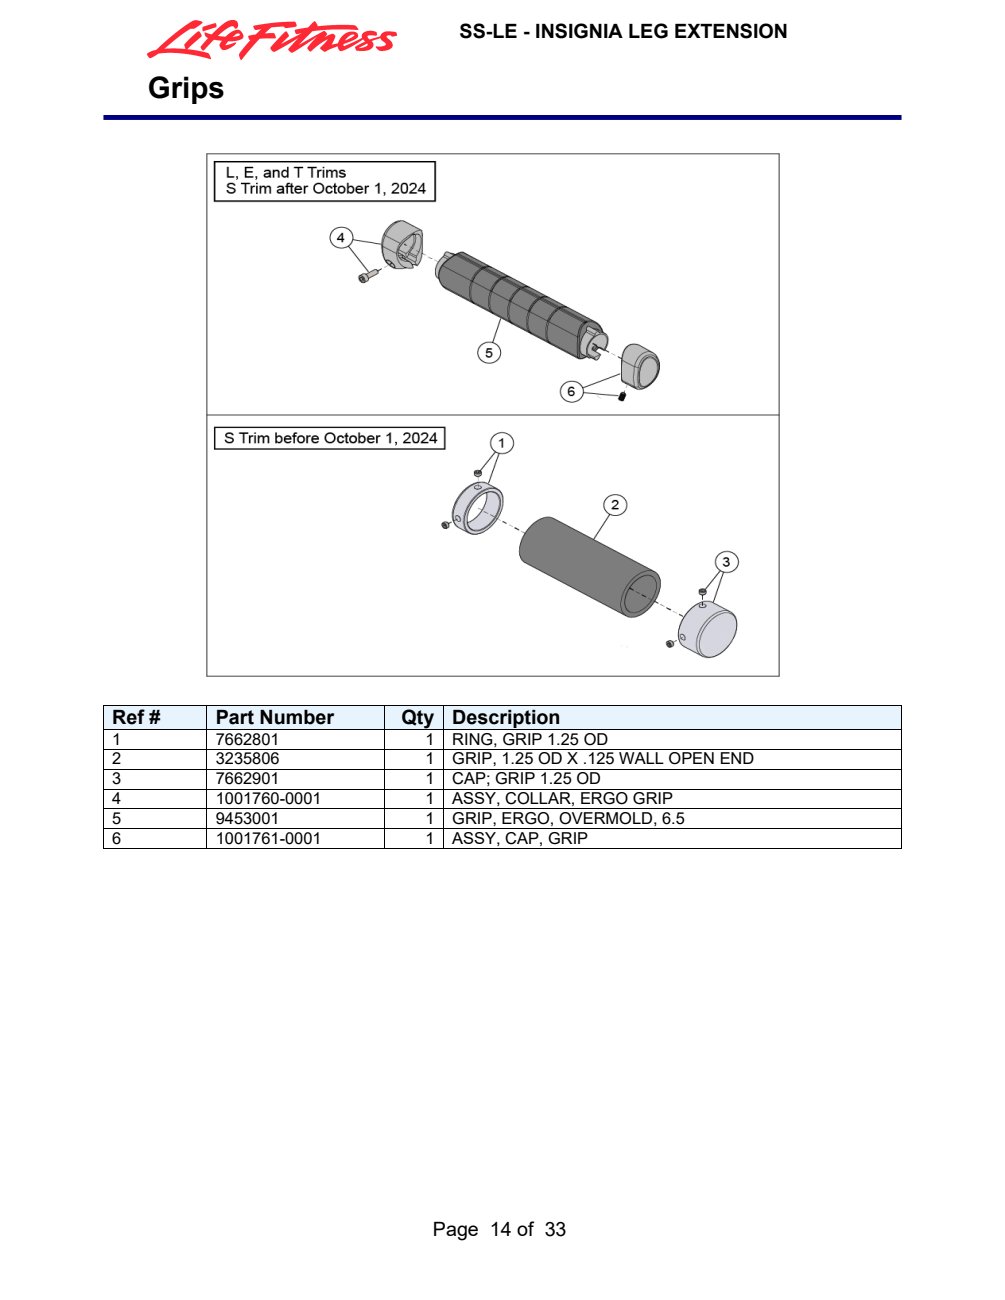 Life Fitness
SS-LE - INSIGNIA LEG EXTENSION
Grips
L, E, and T Trims
S Trim after October 1, 2024
4
5
6
S Trim before October 1, 2024
1
2
3
Ref # Part Number Qty Description
1 7662801 1 RING, GRIP 1.25 OD
2 3235806 1 GRIP, 1.25 OD X .125 WALL OPEN END
3 7662901 1 CAP; GRIP 1.25 OD
4 1001760-0001 1 ASSY, COLLAR, ERGO GRIP
5 9453001 1 GRIP, ERGO, OVERMOLD, 6.5
6 1001761-0001 1 ASSY, CAP, GRIP
Page 14 of 33